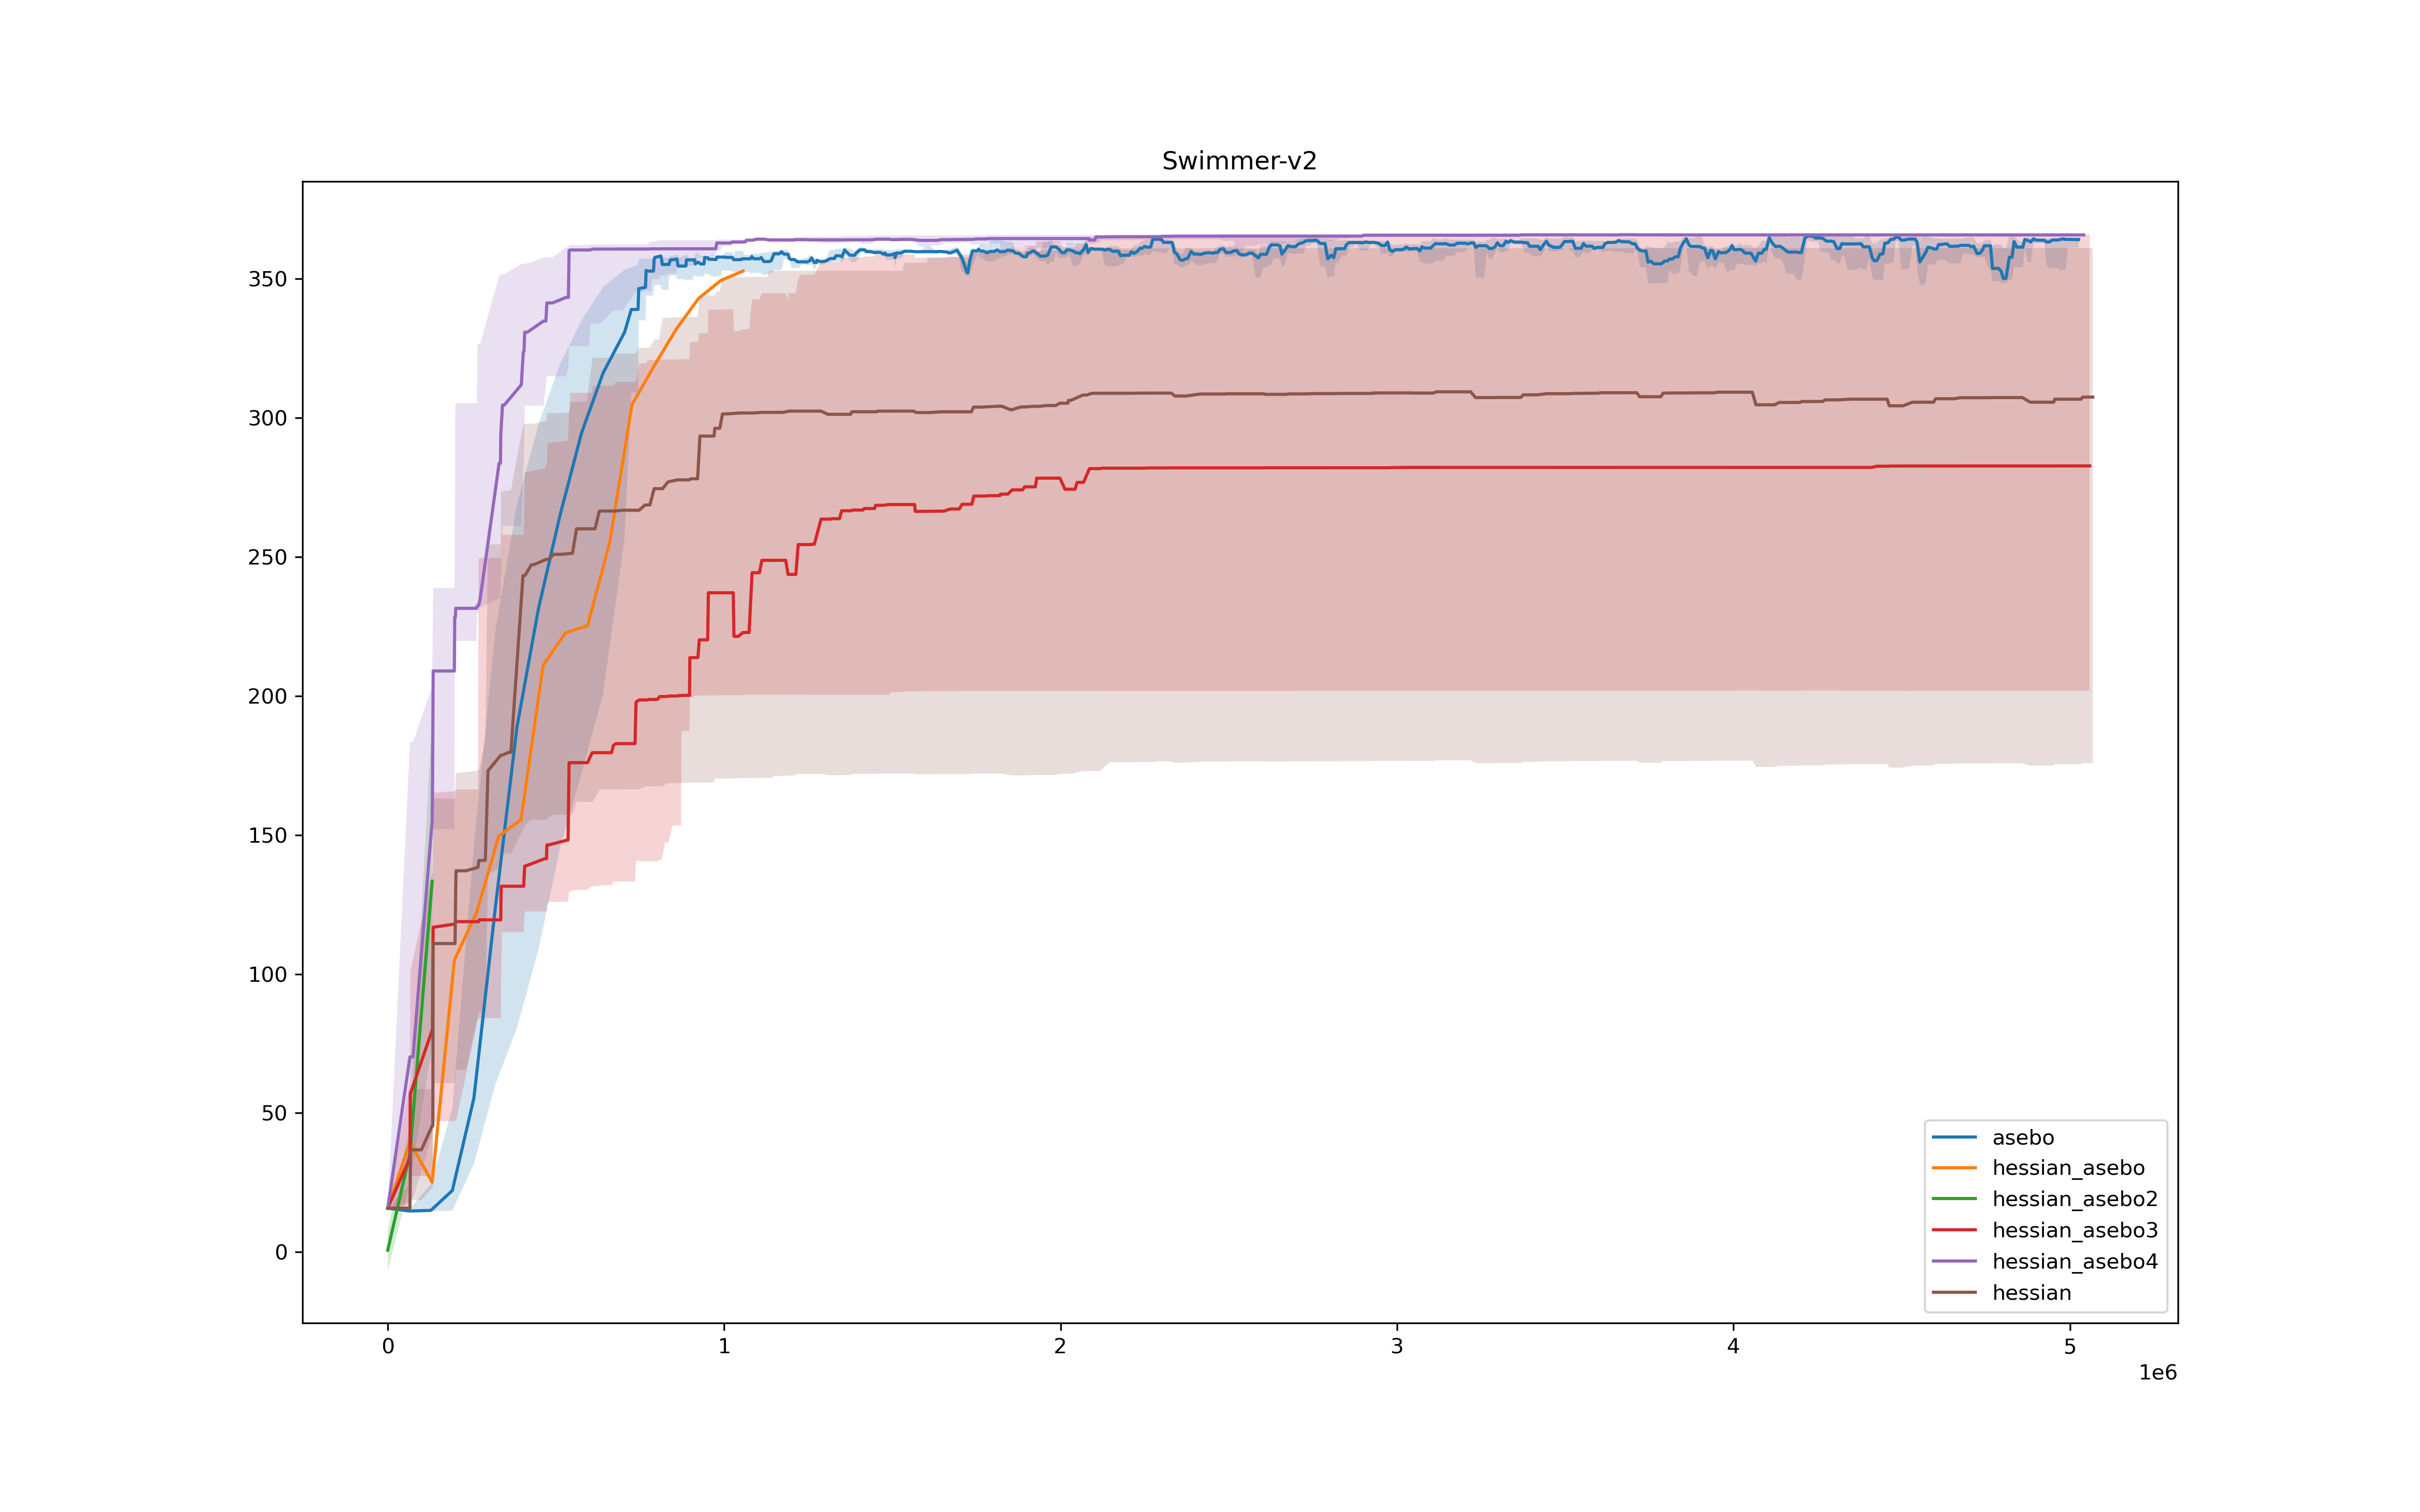 Swimmer-v2
350
300
250
200
150
100
50
0
0 1 2 3 4 5
1e6
asebo
hessian_asebo
hessian_asebo2
hessian_asebo3
hessian_asebo4
hessian